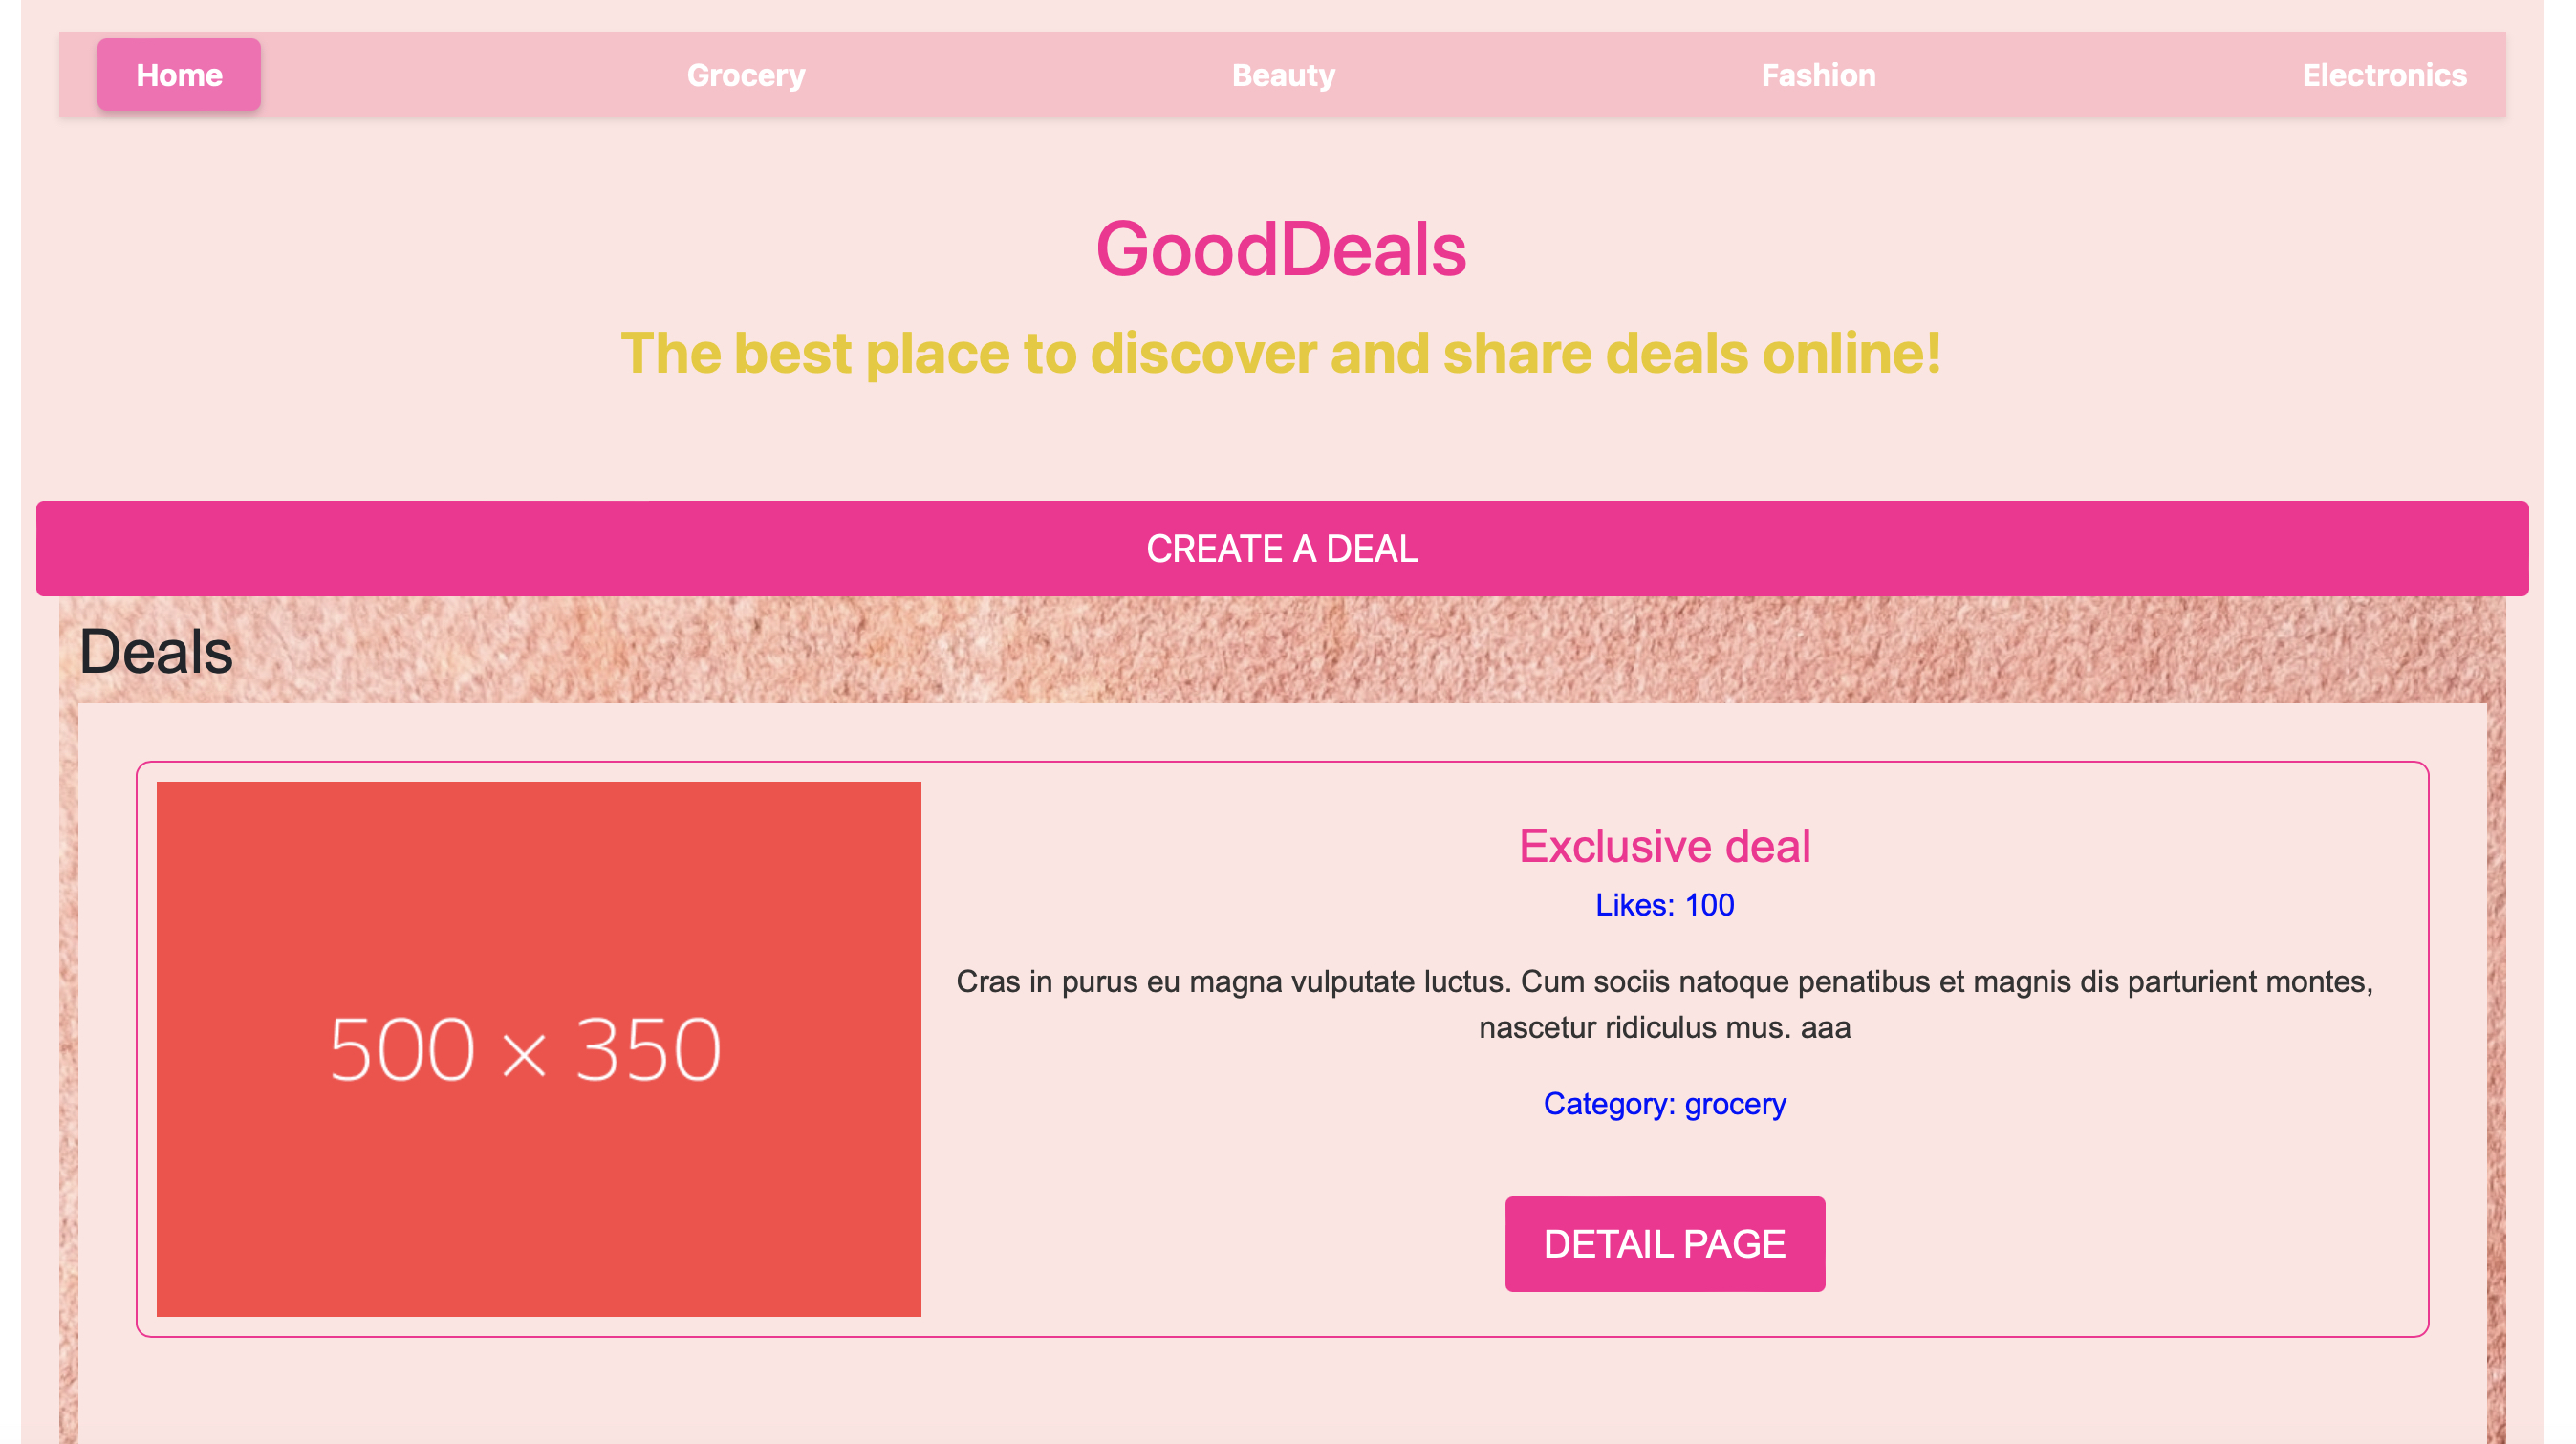 Home Grocery Beauty Fashion Electronics
GoodDeals
The best place to discover and share deals online!
CREATE A DEAL
Deals
500 × 350
Exclusive deal
Likes: 100
Cras in purus eu magna vulputate luctus. Cum sociis natoque penatibus et magnis dis parturient montes,
nascetur ridiculus mus. aaa
Category: grocery
DETAIL PAGE